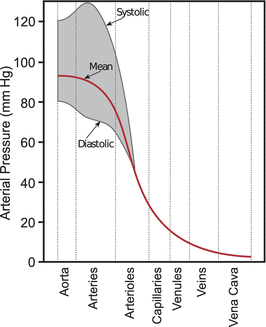 Arterial Pressure (mm Hg)
120
100
80
60
40
20
0
Systolic
Mean
Diastolic
Aorta
Arteries
Arterioles
Capillaries
Venules
Veins
Vena Cava